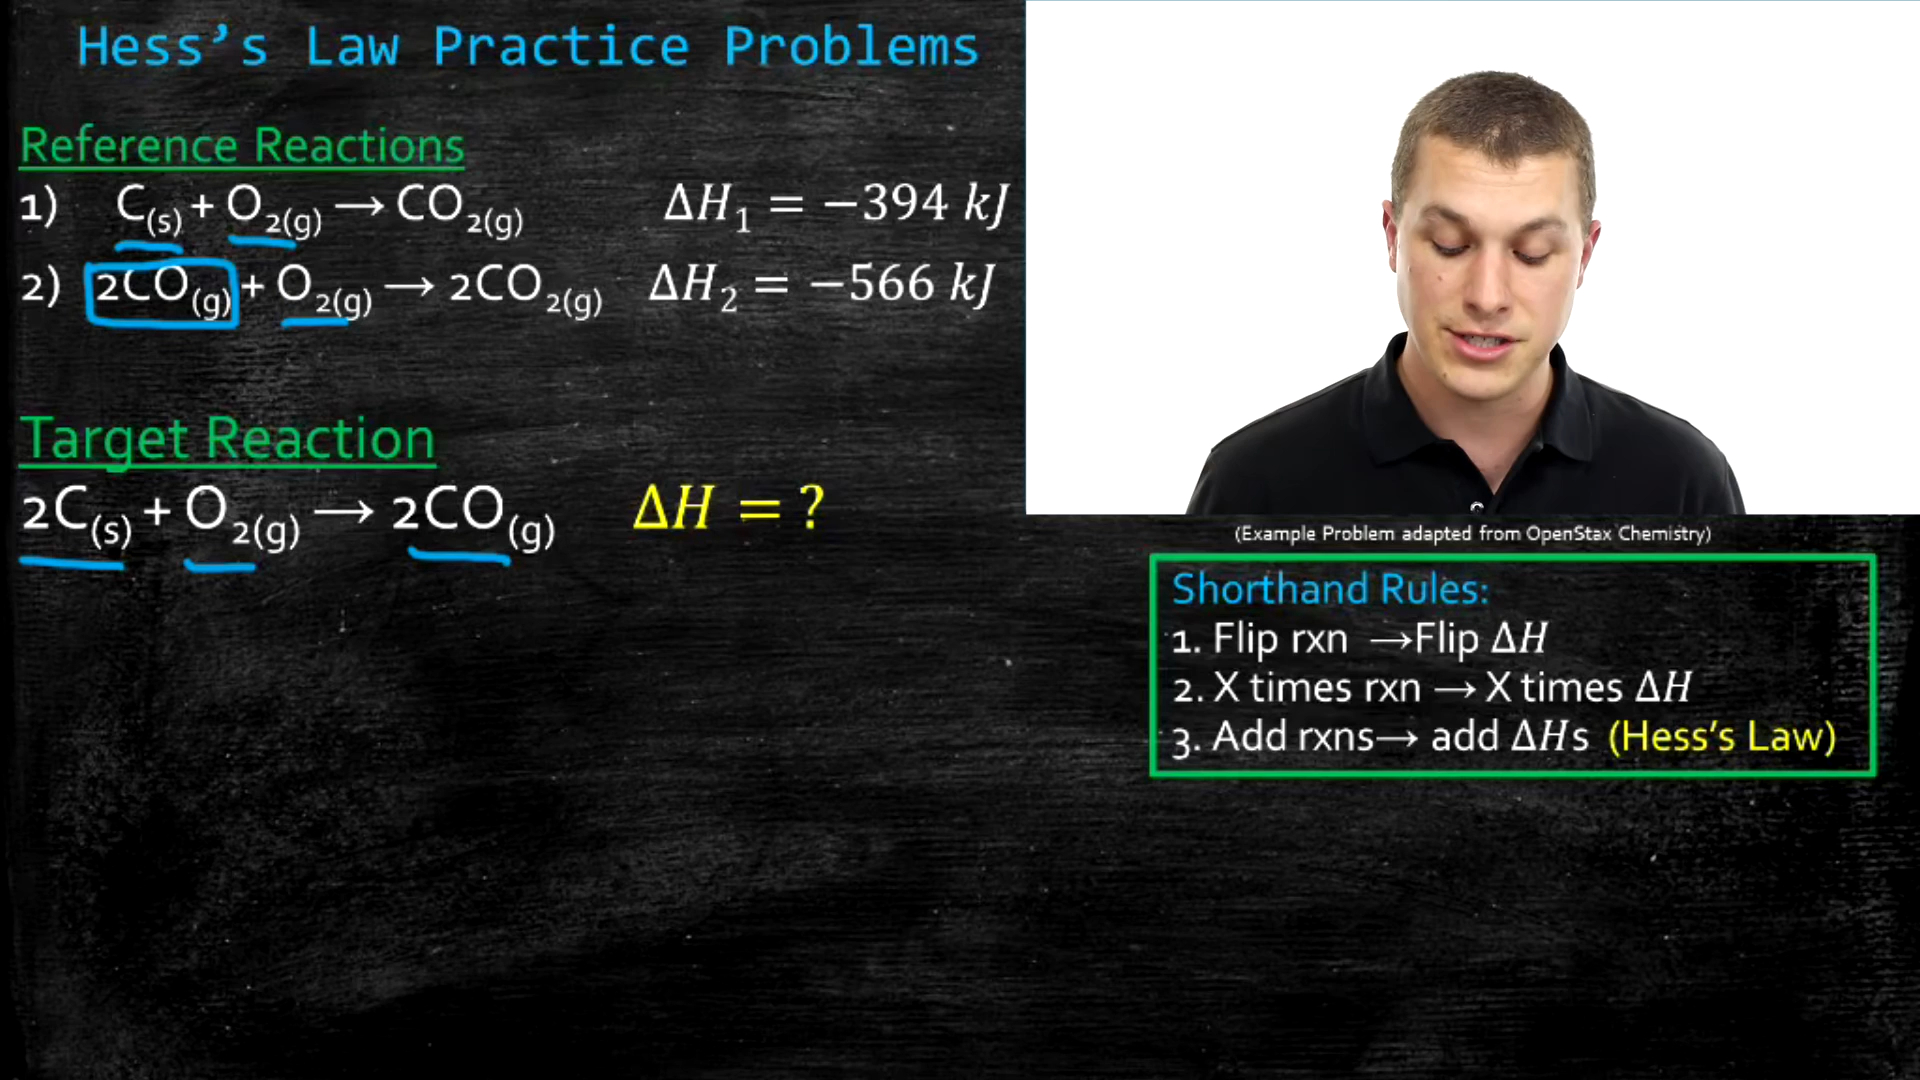 Hess's Law Practice Problems
Reference Reactions
1) C(s) + O₂(g) → CO₂(g) ΔH₁ = −394 kJ
2) 2CO(g) + O₂(g) → 2CO₂(g) ΔH₂ = −566 kJ
Target Reaction
2C(s) + O₂(g) → 2CO(g) ΔH = ?
(Example Problem adapted from OpenStax Chemistry)
Shorthand Rules:
1. Flip rxn →Flip ΔH
2. X times rxn → X times ΔH
3. Add rxns→ add ΔHs (Hess's Law)